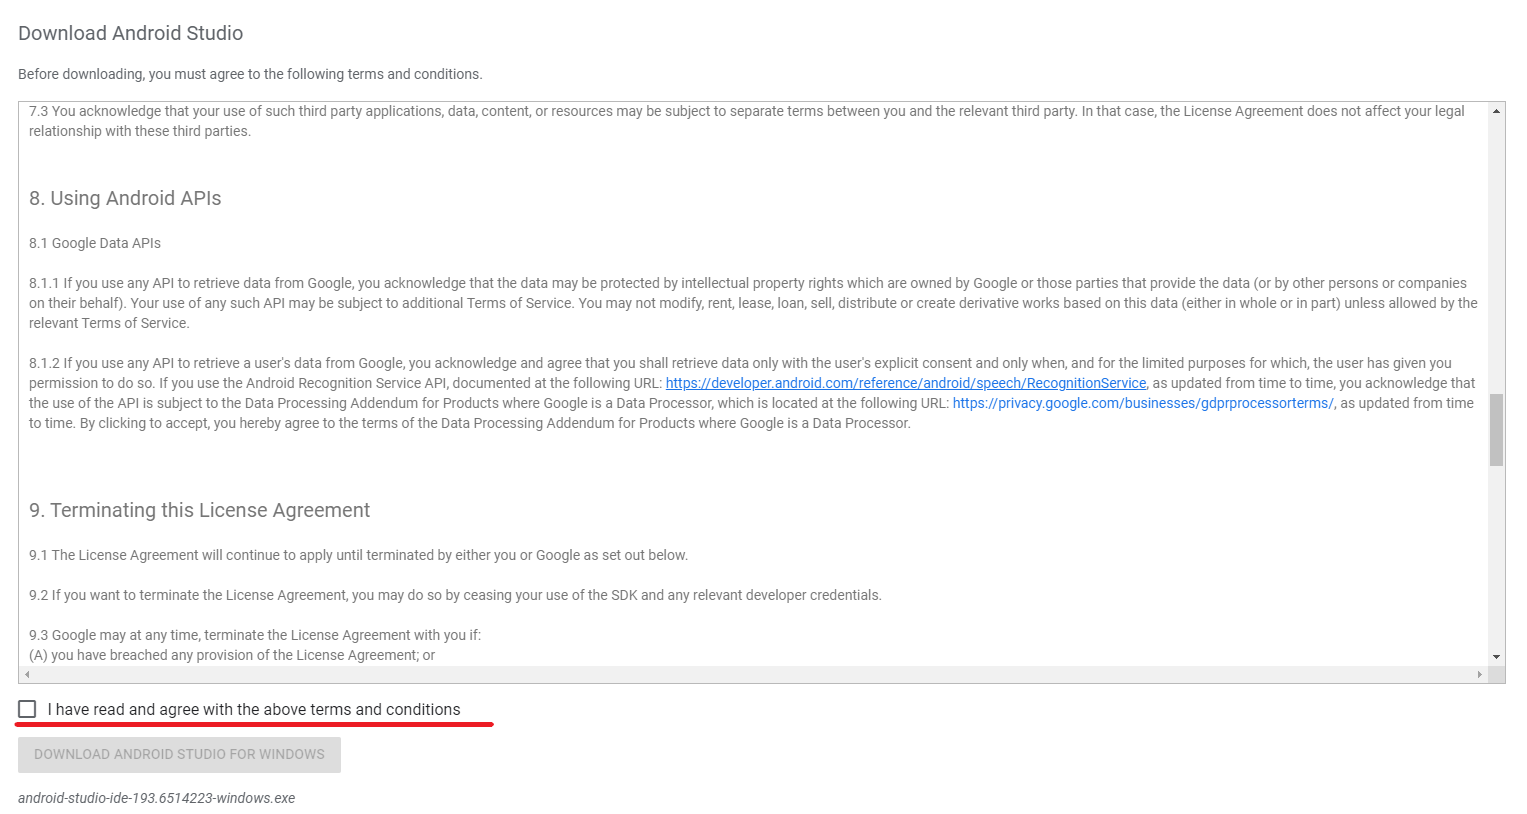 Download Android Studio
Before downloading, you must agree to the following terms and conditions.
7.3 You acknowledge that your use of such third party applications, data, content, or resources may be subject to separate terms between you and the relevant third party. In that case, the License Agreement does not affect your legal
relationship with these third parties.
8. Using Android APIs
8.1 Google Data APIs
8.1.1 If you use any API to retrieve data from Google, you acknowledge that the data may be protected by intellectual property rights which are owned by Google or those parties that provide the data (or by other persons or companies
on their behalf). Your use of any such API may be subject to additional Terms of Service. You may not modify, rent, lease, loan, sell, distribute or create derivative works based on this data (either in whole or in part) unless allowed by the
relevant Terms of Service.
8.1.2 If you use any API to retrieve a user's data from Google, you acknowledge and agree that you shall retrieve data only with the user's explicit consent and only when, and for the limited purposes for which, the user has given you
permission to do so. If you use the Android Recognition Service API, documented at the following URL: https://developer.android.com/reference/android/speech/RecognitionService, as updated from time to time, you acknowledge that
the use of the API is subject to the Data Processing Addendum for Products where Google is a Data Processor, which is located at the following URL: https://privacy.google.com/businesses/gdprprocessorterms/, as updated from time
to time. By clicking to accept, you hereby agree to the terms of the Data Processing Addendum for Products where Google is a Data Processor.
9. Terminating this License Agreement
9.1 The License Agreement will continue to apply until terminated by either you or Google as set out below.
9.2 If you want to terminate the License Agreement, you may do so by ceasing your use of the SDK and any relevant developer credentials.
9.3 Google may at any time, terminate the License Agreement with you if:
(A) you have breached any provision of the License Agreement; or
I have read and agree with the above terms and conditions
DOWNLOAD ANDROID STUDIO FOR WINDOWS
android-studio-ide-193.6514223-windows.exe